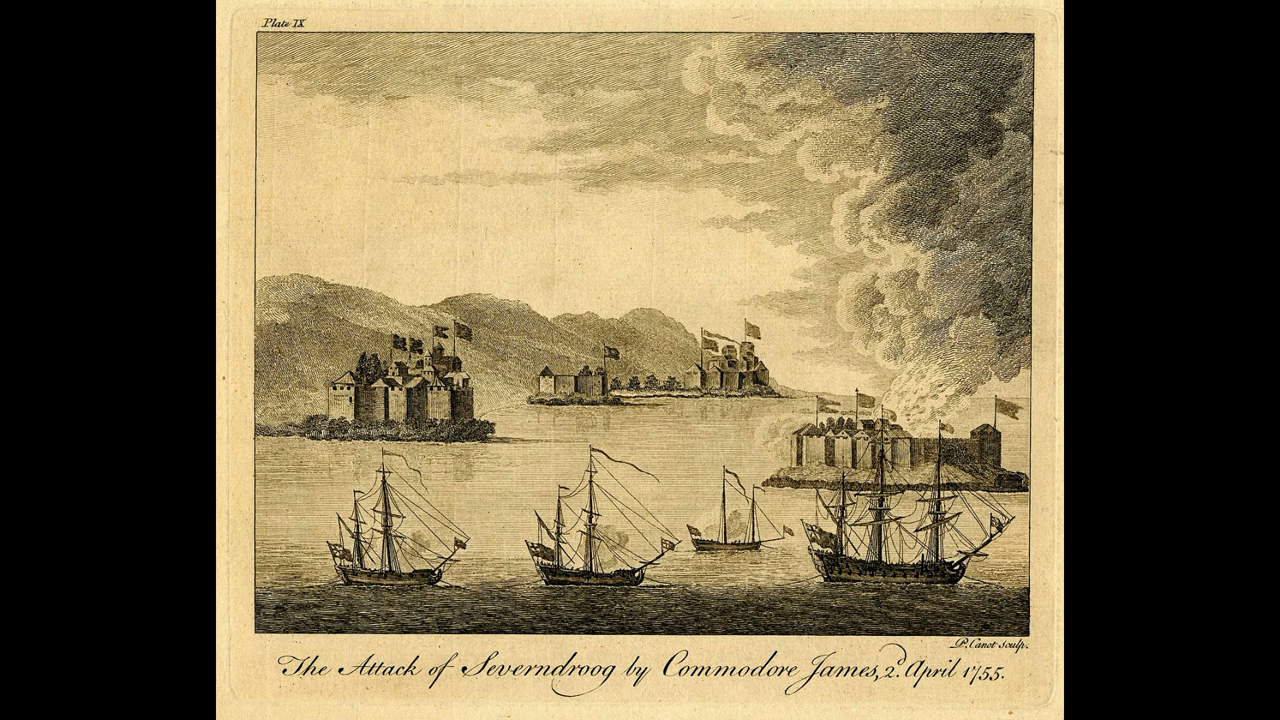 Plate IX
P. Canot sculp.
The Attack of Severndroog by Commodore James, 2.d April 1755.